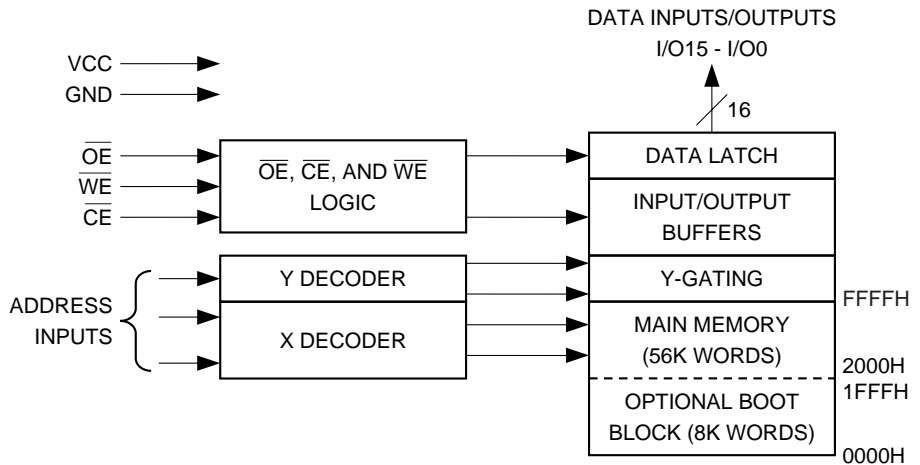 DATA INPUTS/OUTPUTS
I/O15 - I/O0
VCC
GND
16
OE
WE
CE
OE, CE, AND WE
LOGIC
DATA LATCH
INPUT/OUTPUT
BUFFERS
ADDRESS
INPUTS
Y DECODER
X DECODER
Y-GATING
MAIN MEMORY
(56K WORDS)
OPTIONAL BOOT
BLOCK (8K WORDS)
FFFFH
2000H
1FFFH
0000H